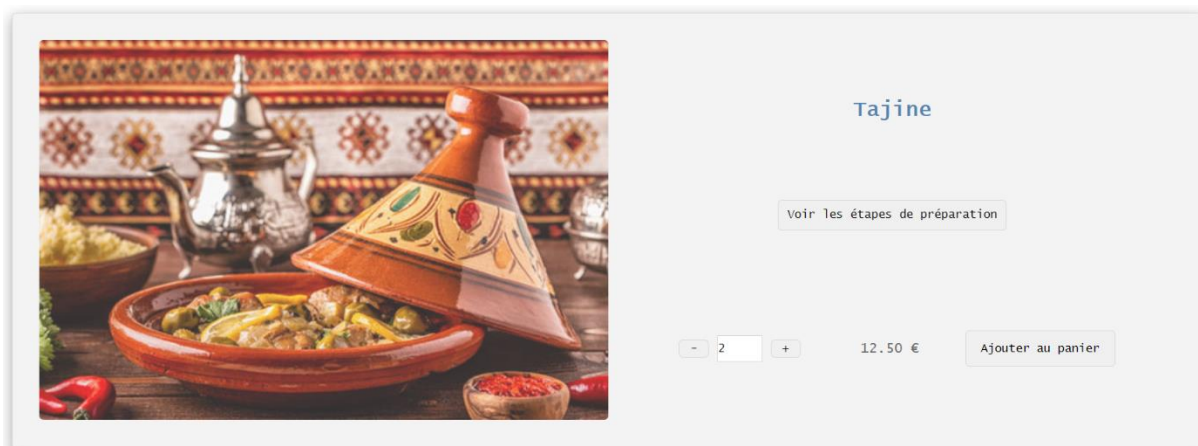 Tajine
Voir les étapes de préparation
- 2 + 12.50 € Ajouter au panier